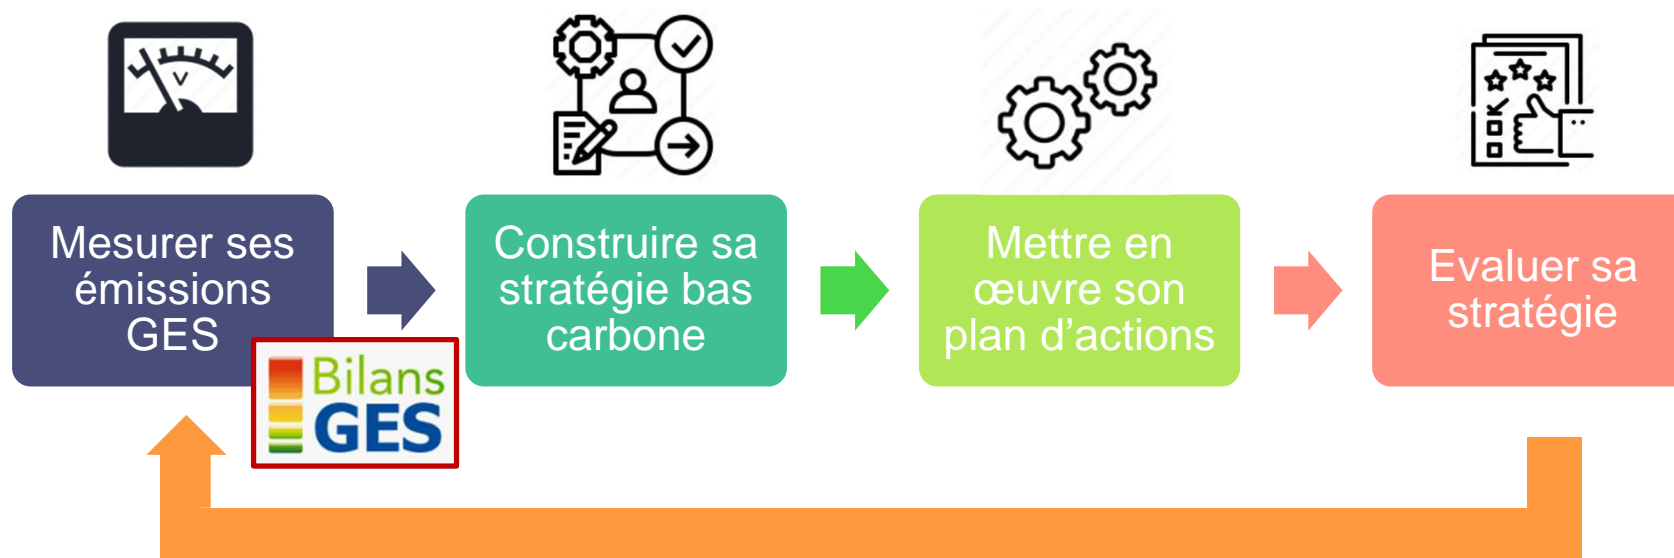 V
Mesurer ses
émissions
GES
Bilans
GES
Construire sa
stratégie bas
carbone
Mettre en
œuvre son
plan d’actions
Evaluer sa
stratégie